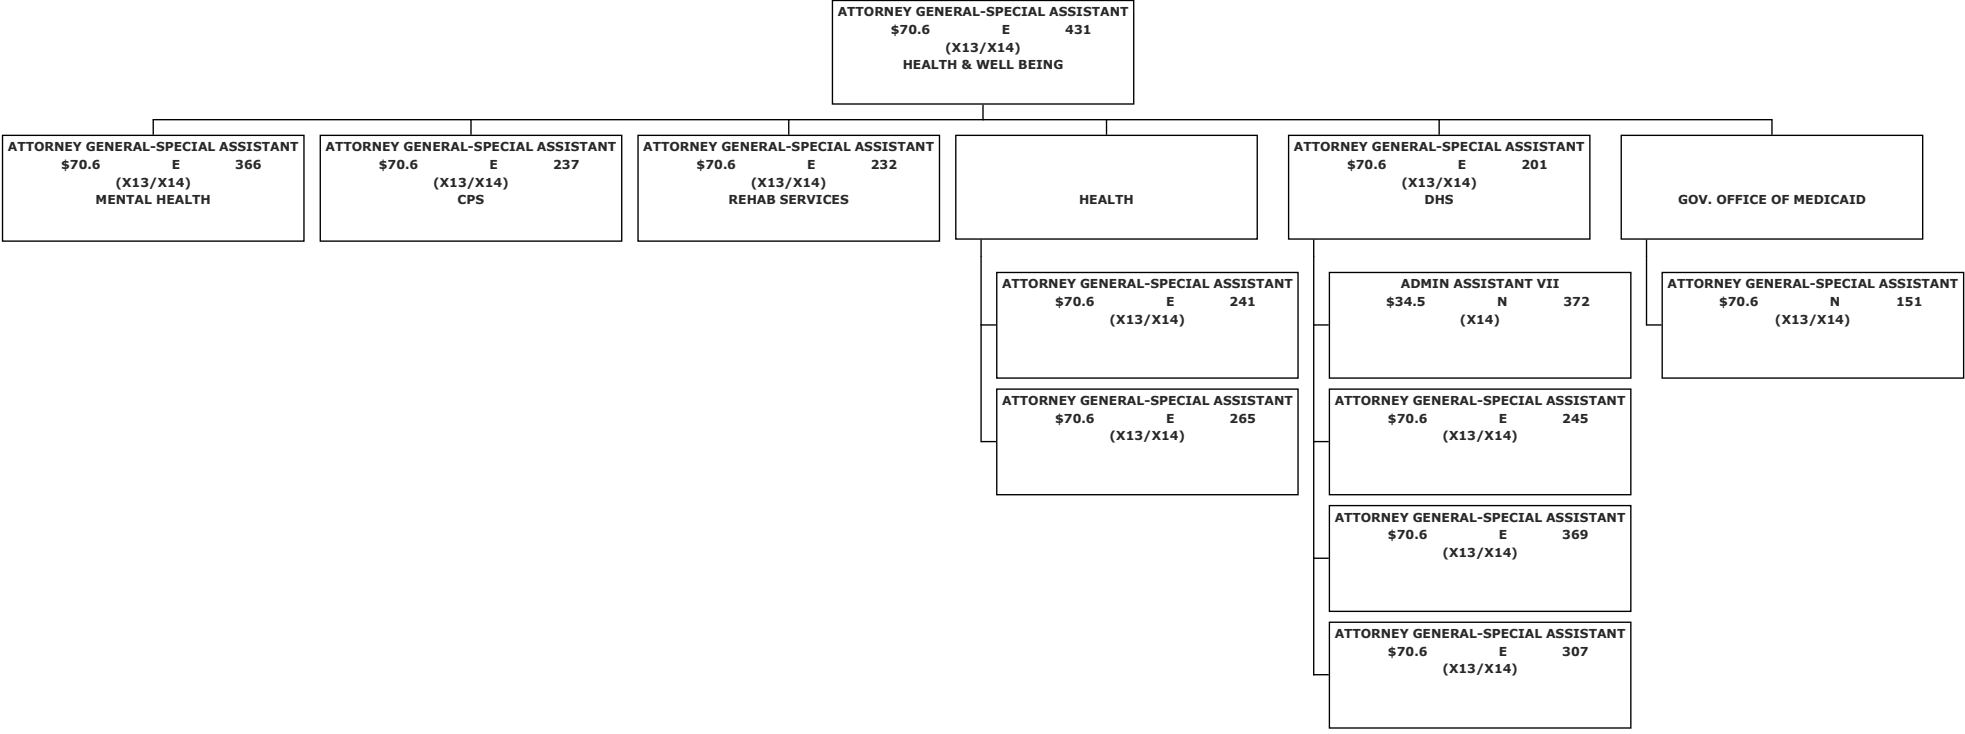 ATTORNEY GENERAL-SPECIAL ASSISTANT
$70.6 E 431
(X13/X14)
HEALTH & WELL BEING
ATTORNEY GENERAL-SPECIAL ASSISTANT
$70.6 E 366
(X13/X14)
MENTAL HEALTH
ATTORNEY GENERAL-SPECIAL ASSISTANT
$70.6 E 237
(X13/X14)
CPS
ATTORNEY GENERAL-SPECIAL ASSISTANT
$70.6 E 232
(X13/X14)
REHAB SERVICES
HEALTH
ATTORNEY GENERAL-SPECIAL ASSISTANT
$70.6 E 241
(X13/X14)
ATTORNEY GENERAL-SPECIAL ASSISTANT
$70.6 E 265
(X13/X14)
ATTORNEY GENERAL-SPECIAL ASSISTANT
$70.6 E 201
(X13/X14)
DHS
ADMIN ASSISTANT VII
$34.5 N 372
(X14)
ATTORNEY GENERAL-SPECIAL ASSISTANT
$70.6 E 245
(X13/X14)
ATTORNEY GENERAL-SPECIAL ASSISTANT
$70.6 E 369
(X13/X14)
ATTORNEY GENERAL-SPECIAL ASSISTANT
$70.6 E 307
(X13/X14)
GOV. OFFICE OF MEDICAID
ATTORNEY GENERAL-SPECIAL ASSISTANT
$70.6 N 151
(X13/X14)